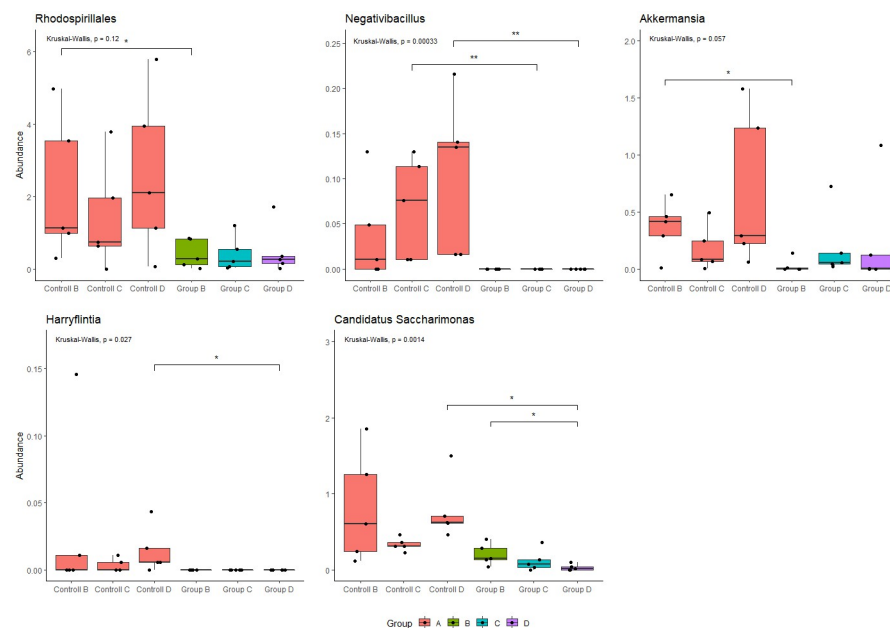 Rhodospirillales
Kruskal-Wallis, p = 0.12
*
6
4
2
0
Abundance
Controll B Controll C Controll D Group B Group C Group D
Negativibacillus
Kruskal-Wallis, p = 0.00033
**
**
0.25
0.20
0.15
0.10
0.05
0.00
Controll B Controll C Controll D Group B Group C Group D
Akkermansia
Kruskal-Wallis, p = 0.057
*
2.0
1.5
1.0
0.5
0.0
Controll B Controll C Controll D Group B Group C Group D
Harryflintia
Kruskal-Wallis, p = 0.027
*
0.15
0.10
0.05
0.00
Abundance
Controll B Controll C Controll D Group B Group C Group D
Candidatus Saccharimonas
Kruskal-Wallis, p = 0.0014
*
*
3
2
1
0
Controll B Controll C Controll D Group B Group C Group D
Group A B C D